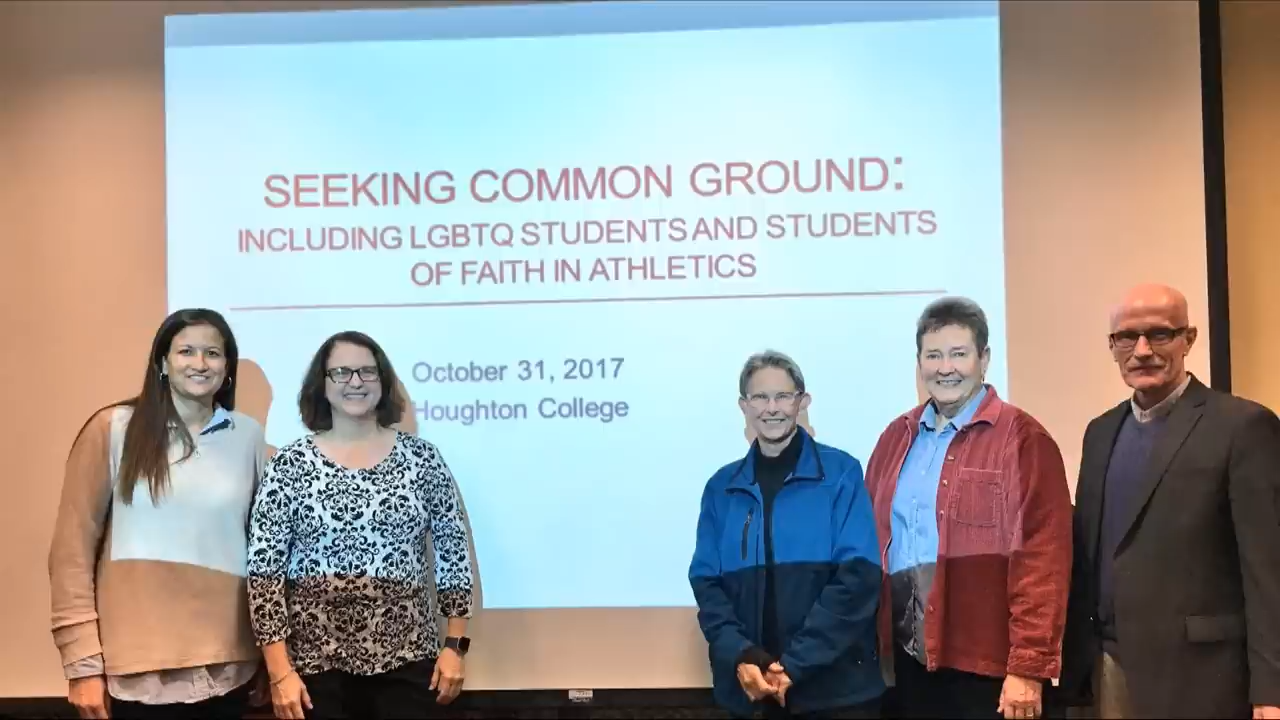 SEEKING COMMON GROUND:
INCLUDING LGBTQ STUDENTS AND STUDENTS
OF FAITH IN ATHLETICS
October 31, 2017
Houghton College